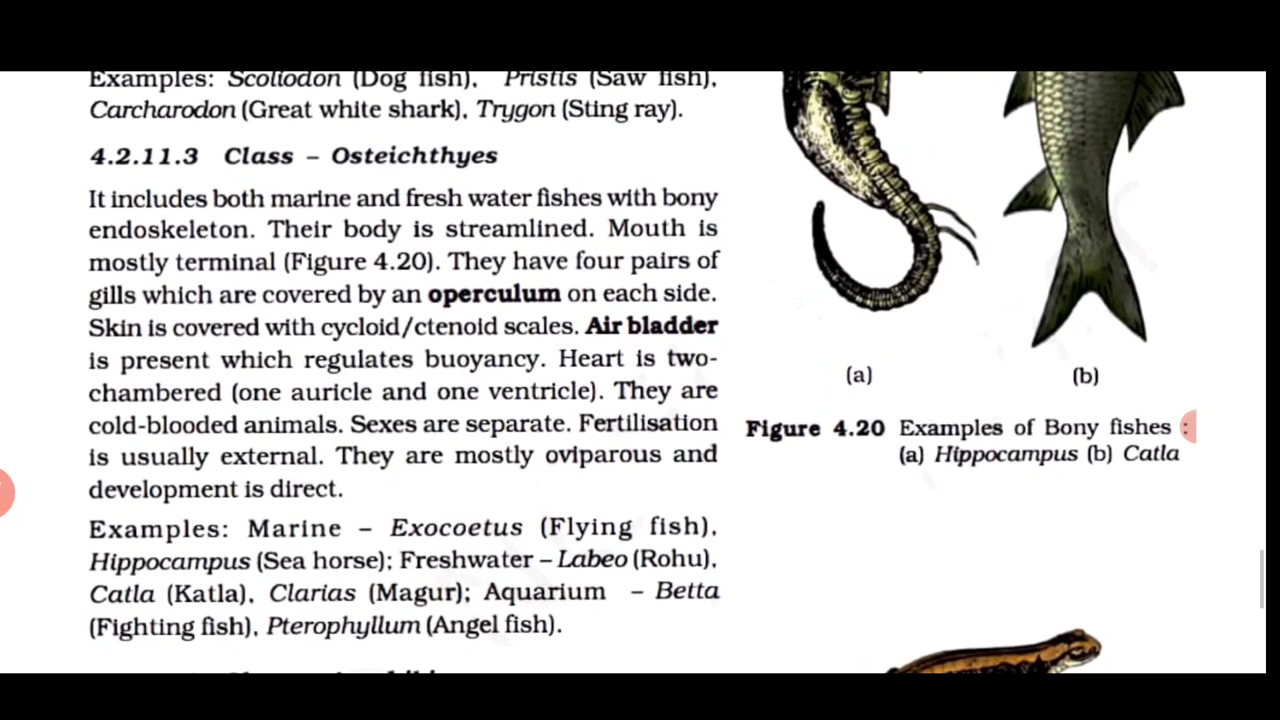 Examples: Scoliodon (Dog fish), Pristis (Saw fish),
Carcharodon (Great white shark), Trygon (Sting ray).
4.2.11.3 Class – Osteichthyes
It includes both marine and fresh water fishes with bony
endoskeleton. Their body is streamlined. Mouth is
mostly terminal (Figure 4.20). They have four pairs of
gills which are covered by an operculum on each side.
Skin is covered with cycloid/ctenoid scales. Air bladder
is present which regulates buoyancy. Heart is two-
chambered (one auricle and one ventricle). They are
cold-blooded animals. Sexes are separate. Fertilisation
is usually external. They are mostly oviparous and
development is direct.
Examples: Marine – Exocoetus (Flying fish),
Hippocampus (Sea horse); Freshwater – Labeo (Rohu),
Catla (Katla), Clarias (Magur); Aquarium – Betta
(Fighting fish), Pterophyllum (Angel fish).
(a) (b)
Figure 4.20 Examples of Bony fishes :
(a) Hippocampus (b) Catla